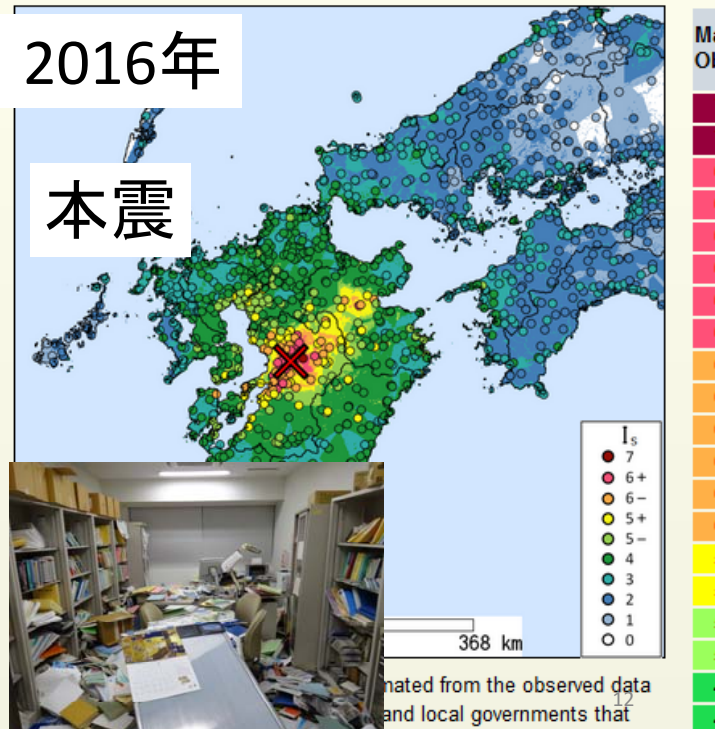 2016年
本震
Is
7
6+
6-
5+
5-
4
3
2
1
0
368 km
mated from the observed data
and local governments that
12
Ma
Ob